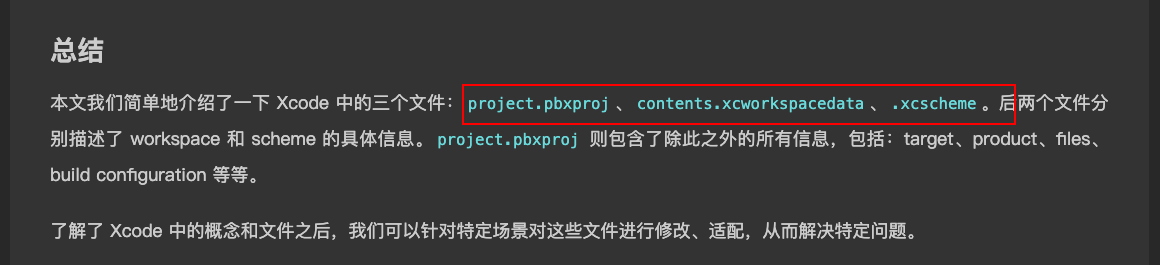 总结
本文我们简单地介绍了一下 Xcode 中的三个文件：project.pbxproj 、contents.xcworkspacedata 、.xcscheme 。后两个文件分
别描述了 workspace 和 scheme 的具体信息。project.pbxproj 则包含了除此之外的所有信息，包括：target、product、files、
build configuration 等等。
了解了 Xcode 中的概念和文件之后，我们可以针对特定场景对这些文件进行修改、适配，从而解决特定问题。